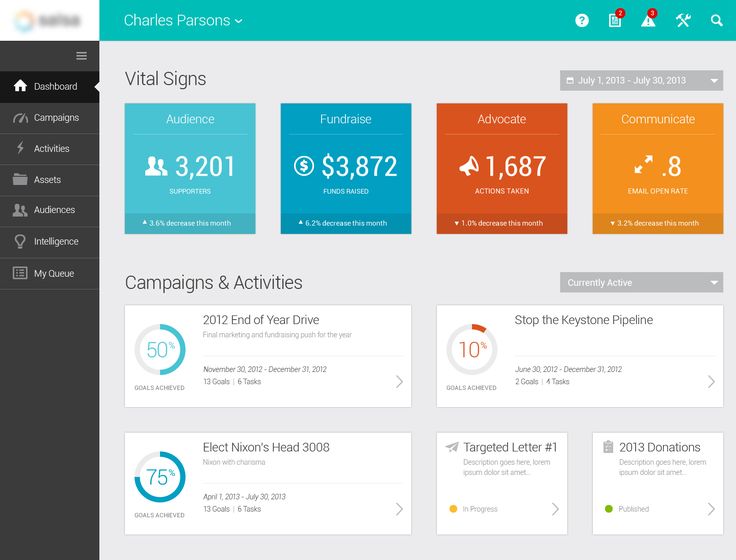 salsa
Charles Parsons
2
3
Dashboard
Campaigns
Activities
Assets
Audiences
Intelligence
My Queue
Vital Signs
July 1, 2013 - July 30, 2013
Audience
3,201
SUPPORTERS
3.6% decrease this month
Fundraise
$3,872
FUNDS RAISED
6.2% decrease this month
Advocate
1,687
ACTIONS TAKEN
1.0% decrease this month
Communicate
.8
EMAIL OPEN RATE
3.2% decrease this month
Campaigns & Activities
Currently Active
50%
GOALS ACHIEVED
2012 End of Year Drive
Final marketing and fundraising push for the year
November 30, 2012 - December 31, 2012
13 Goals | 6 Tasks
10%
GOALS ACHIEVED
Stop the Keystone Pipeline
June 30, 2012 - December 31, 2012
2 Goals | 4 Tasks
75%
GOALS ACHIEVED
Elect Nixon's Head 3008
Nixon with charisma
April 1, 2013 - July 30, 2013
13 Goals | 6 Tasks
Targeted Letter #1
Description goes here, lorem
ipsum dolor sit amet...
In Progress
2013 Donations
Description goes here, lorem
ipsum dolor sit amet...
Published